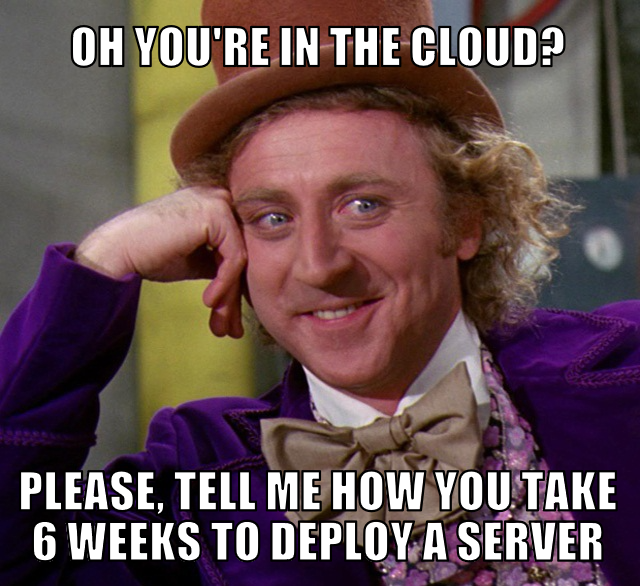 OH YOU'RE IN THE CLOUD?
PLEASE, TELL ME HOW YOU TAKE
6 WEEKS TO DEPLOY A SERVER